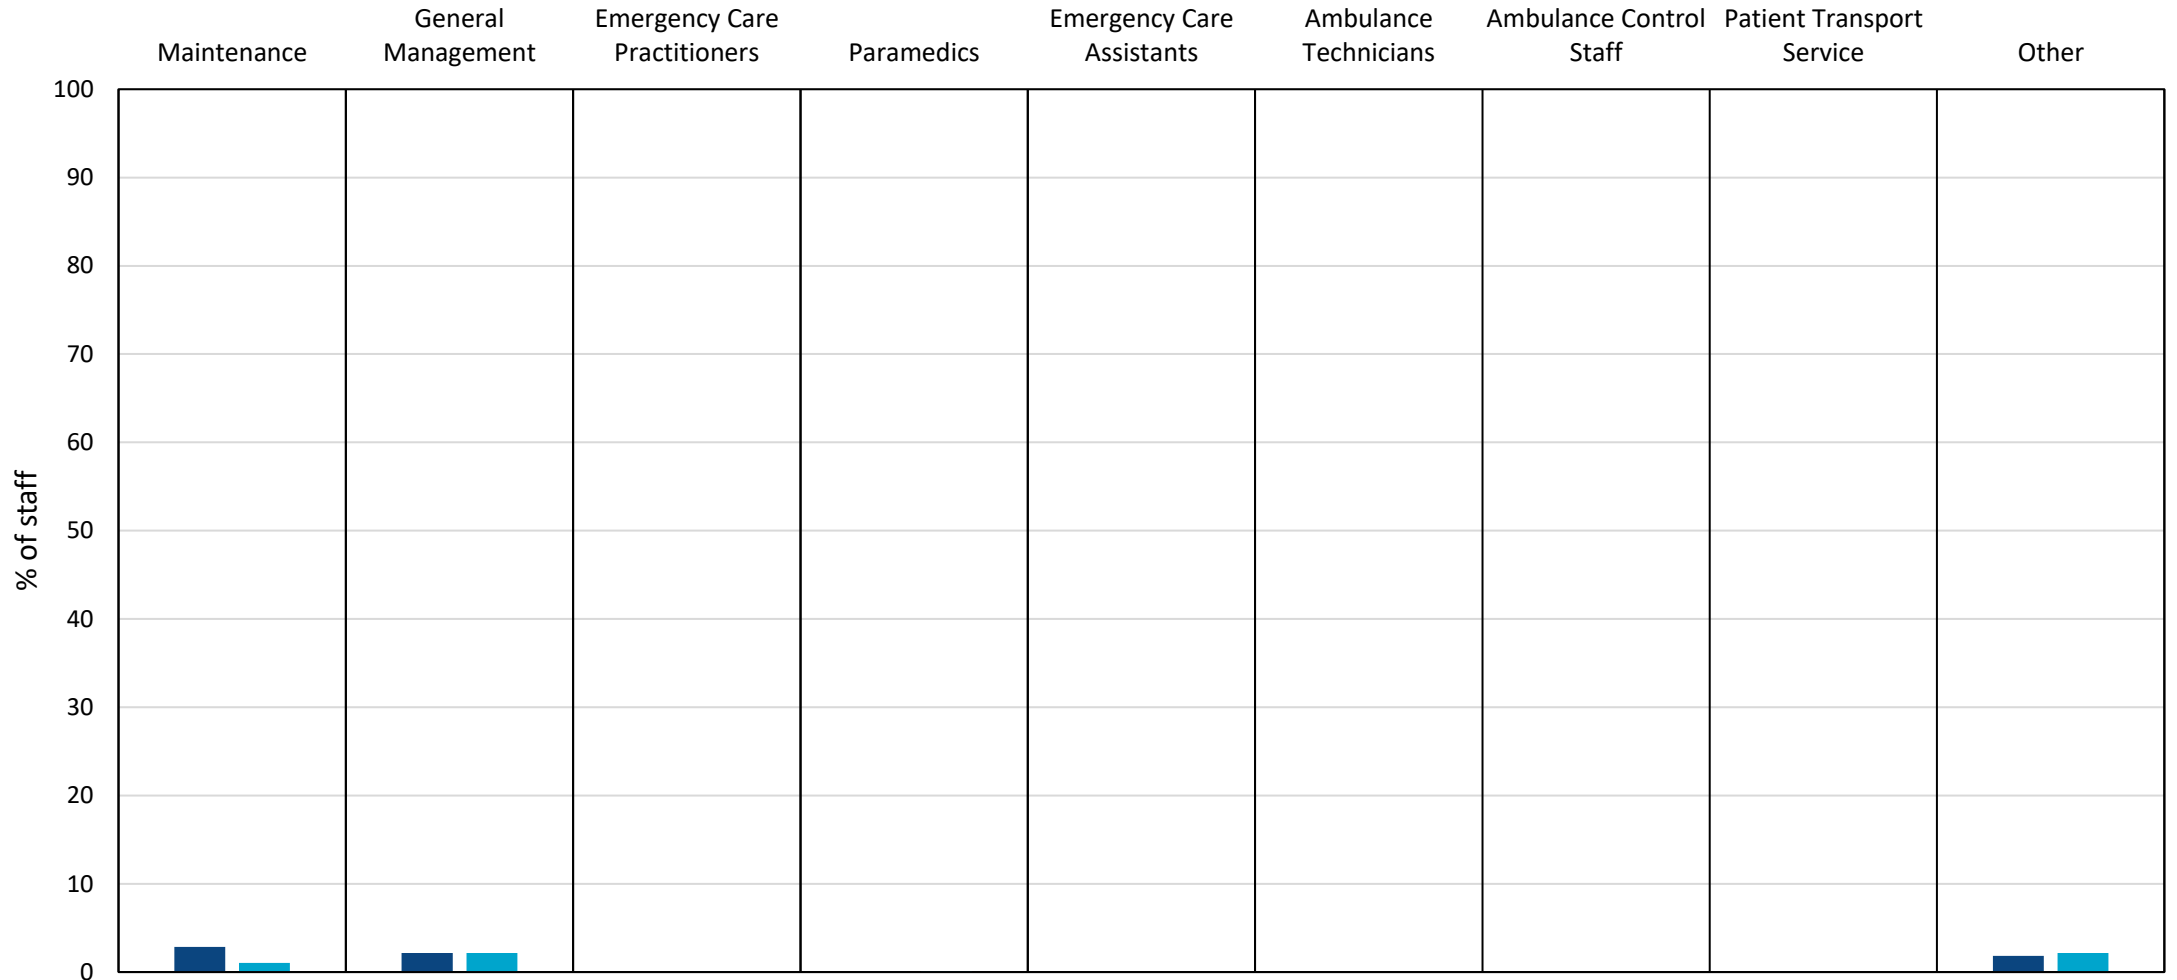 Maintenance
General
Management
Emergency Care
Practitioners
Paramedics
Emergency Care
Assistants
Ambulance
Technicians
Ambulance Control
Staff
Patient Transport
Service
Other
% of staff
100
90
80
70
60
50
40
30
20
10
0